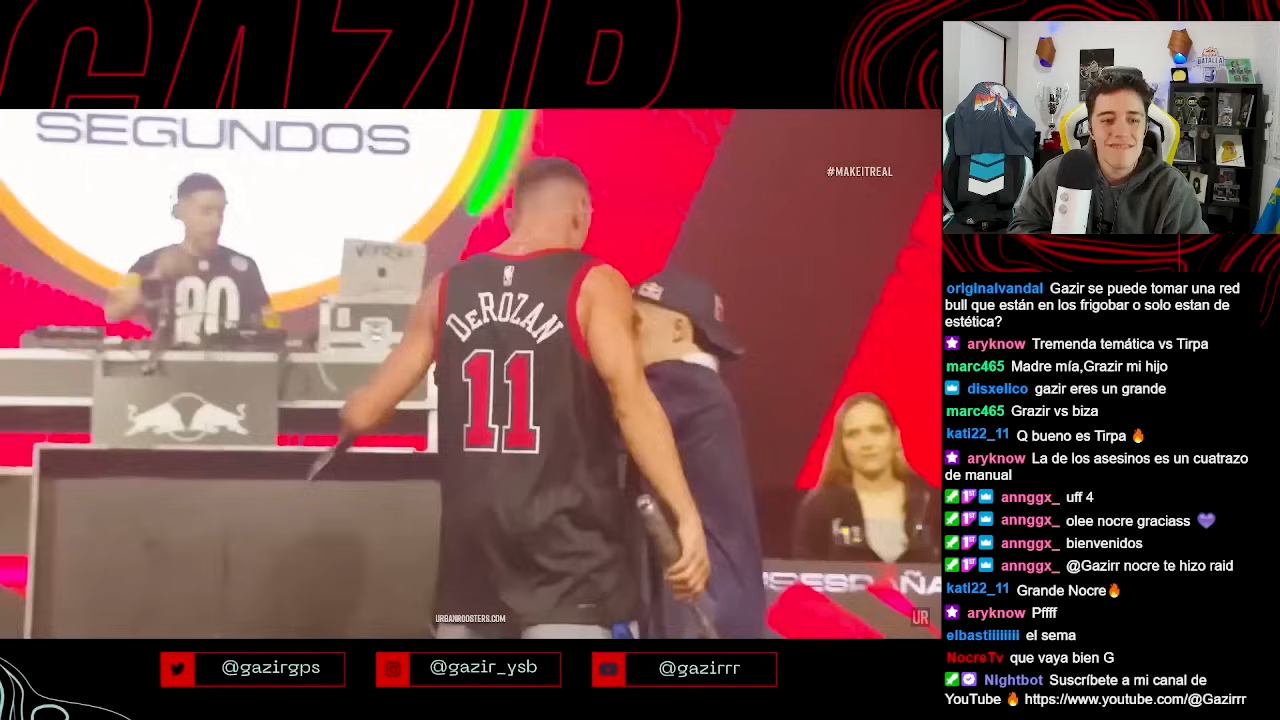 GAZIR
SEGUNDOS
#MAKEITREAL
DeROZAN
11
90
URBANROOSTERS.COM
UR
@gazirgps
@gazir_ysb
@gazirrr
BATALLA
originalvandal Gazir se puede tomar una red
bull que están en los frigobar o solo estan de
estética?
aryknow Tremenda temática vs Tirpa
marc465 Madre mía,Grazir mi hijo
disxelico gazir eres un grande
marc465 Grazir vs biza
kati22_11 Q bueno es Tirpa 🔥
aryknow La de los asesinos es un cuatrazo
de manual
annggx_ uff 4
annggx_ olee nocre graciass 💜
annggx_ bienvenidos
annggx_ @Gazirr nocre te hizo raid
kati22_11 Grande Nocre🔥
aryknow Pffff
elbastiiiiiiii el sema
NocreTv que vaya bien G
Nightbot Suscríbete a mi canal de
YouTube 🔥 https://www.youtube.com/@Gazirrr